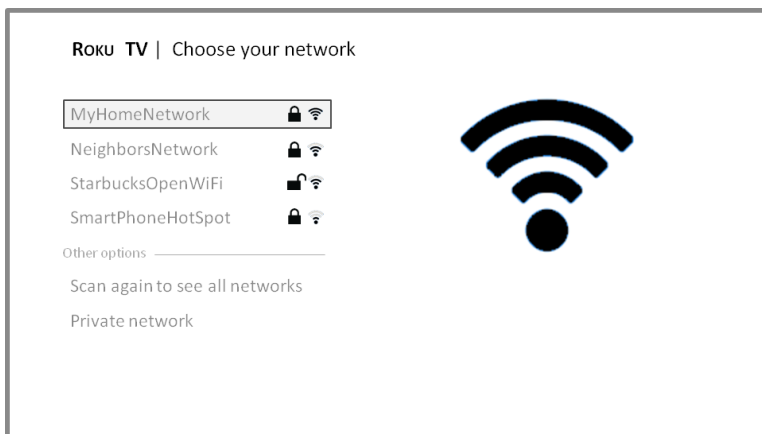 ROKU TV | Choose your network
MyHomeNetwork
NeighborsNetwork
StarbucksOpenWiFi
SmartPhoneHotSpot
Other options
Scan again to see all networks
Private network